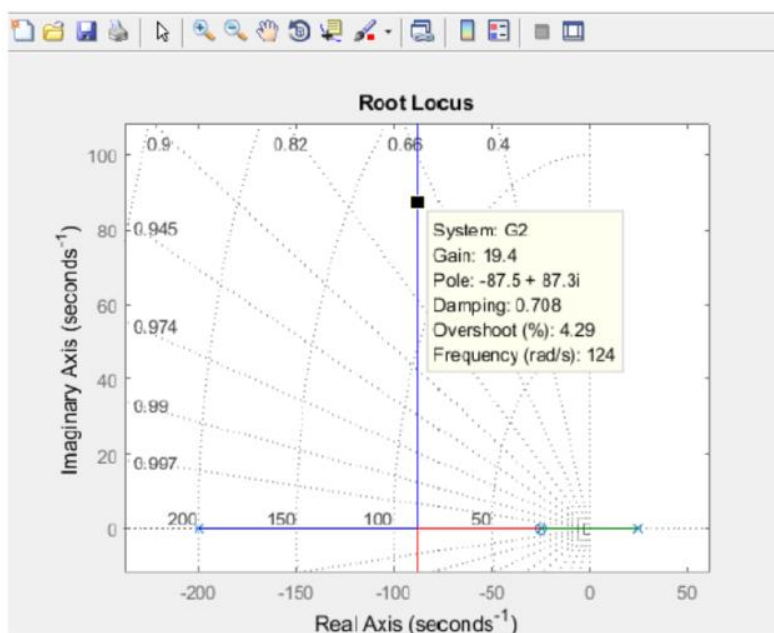 Root Locus
0.9
0.82
0.66
0.4
100
0.945
80
System: G2
Gain: 19.4
Pole: -87.5 + 87.3i
Damping: 0.708
Overshoot (%): 4.29
Frequency (rad/s): 124
60
0.974
40
0.99
20
0.997
200
150
100
50
0
-200
-150
-100
-50
0
50
Imaginary Axis (seconds⁻¹)
Real Axis (seconds⁻¹)